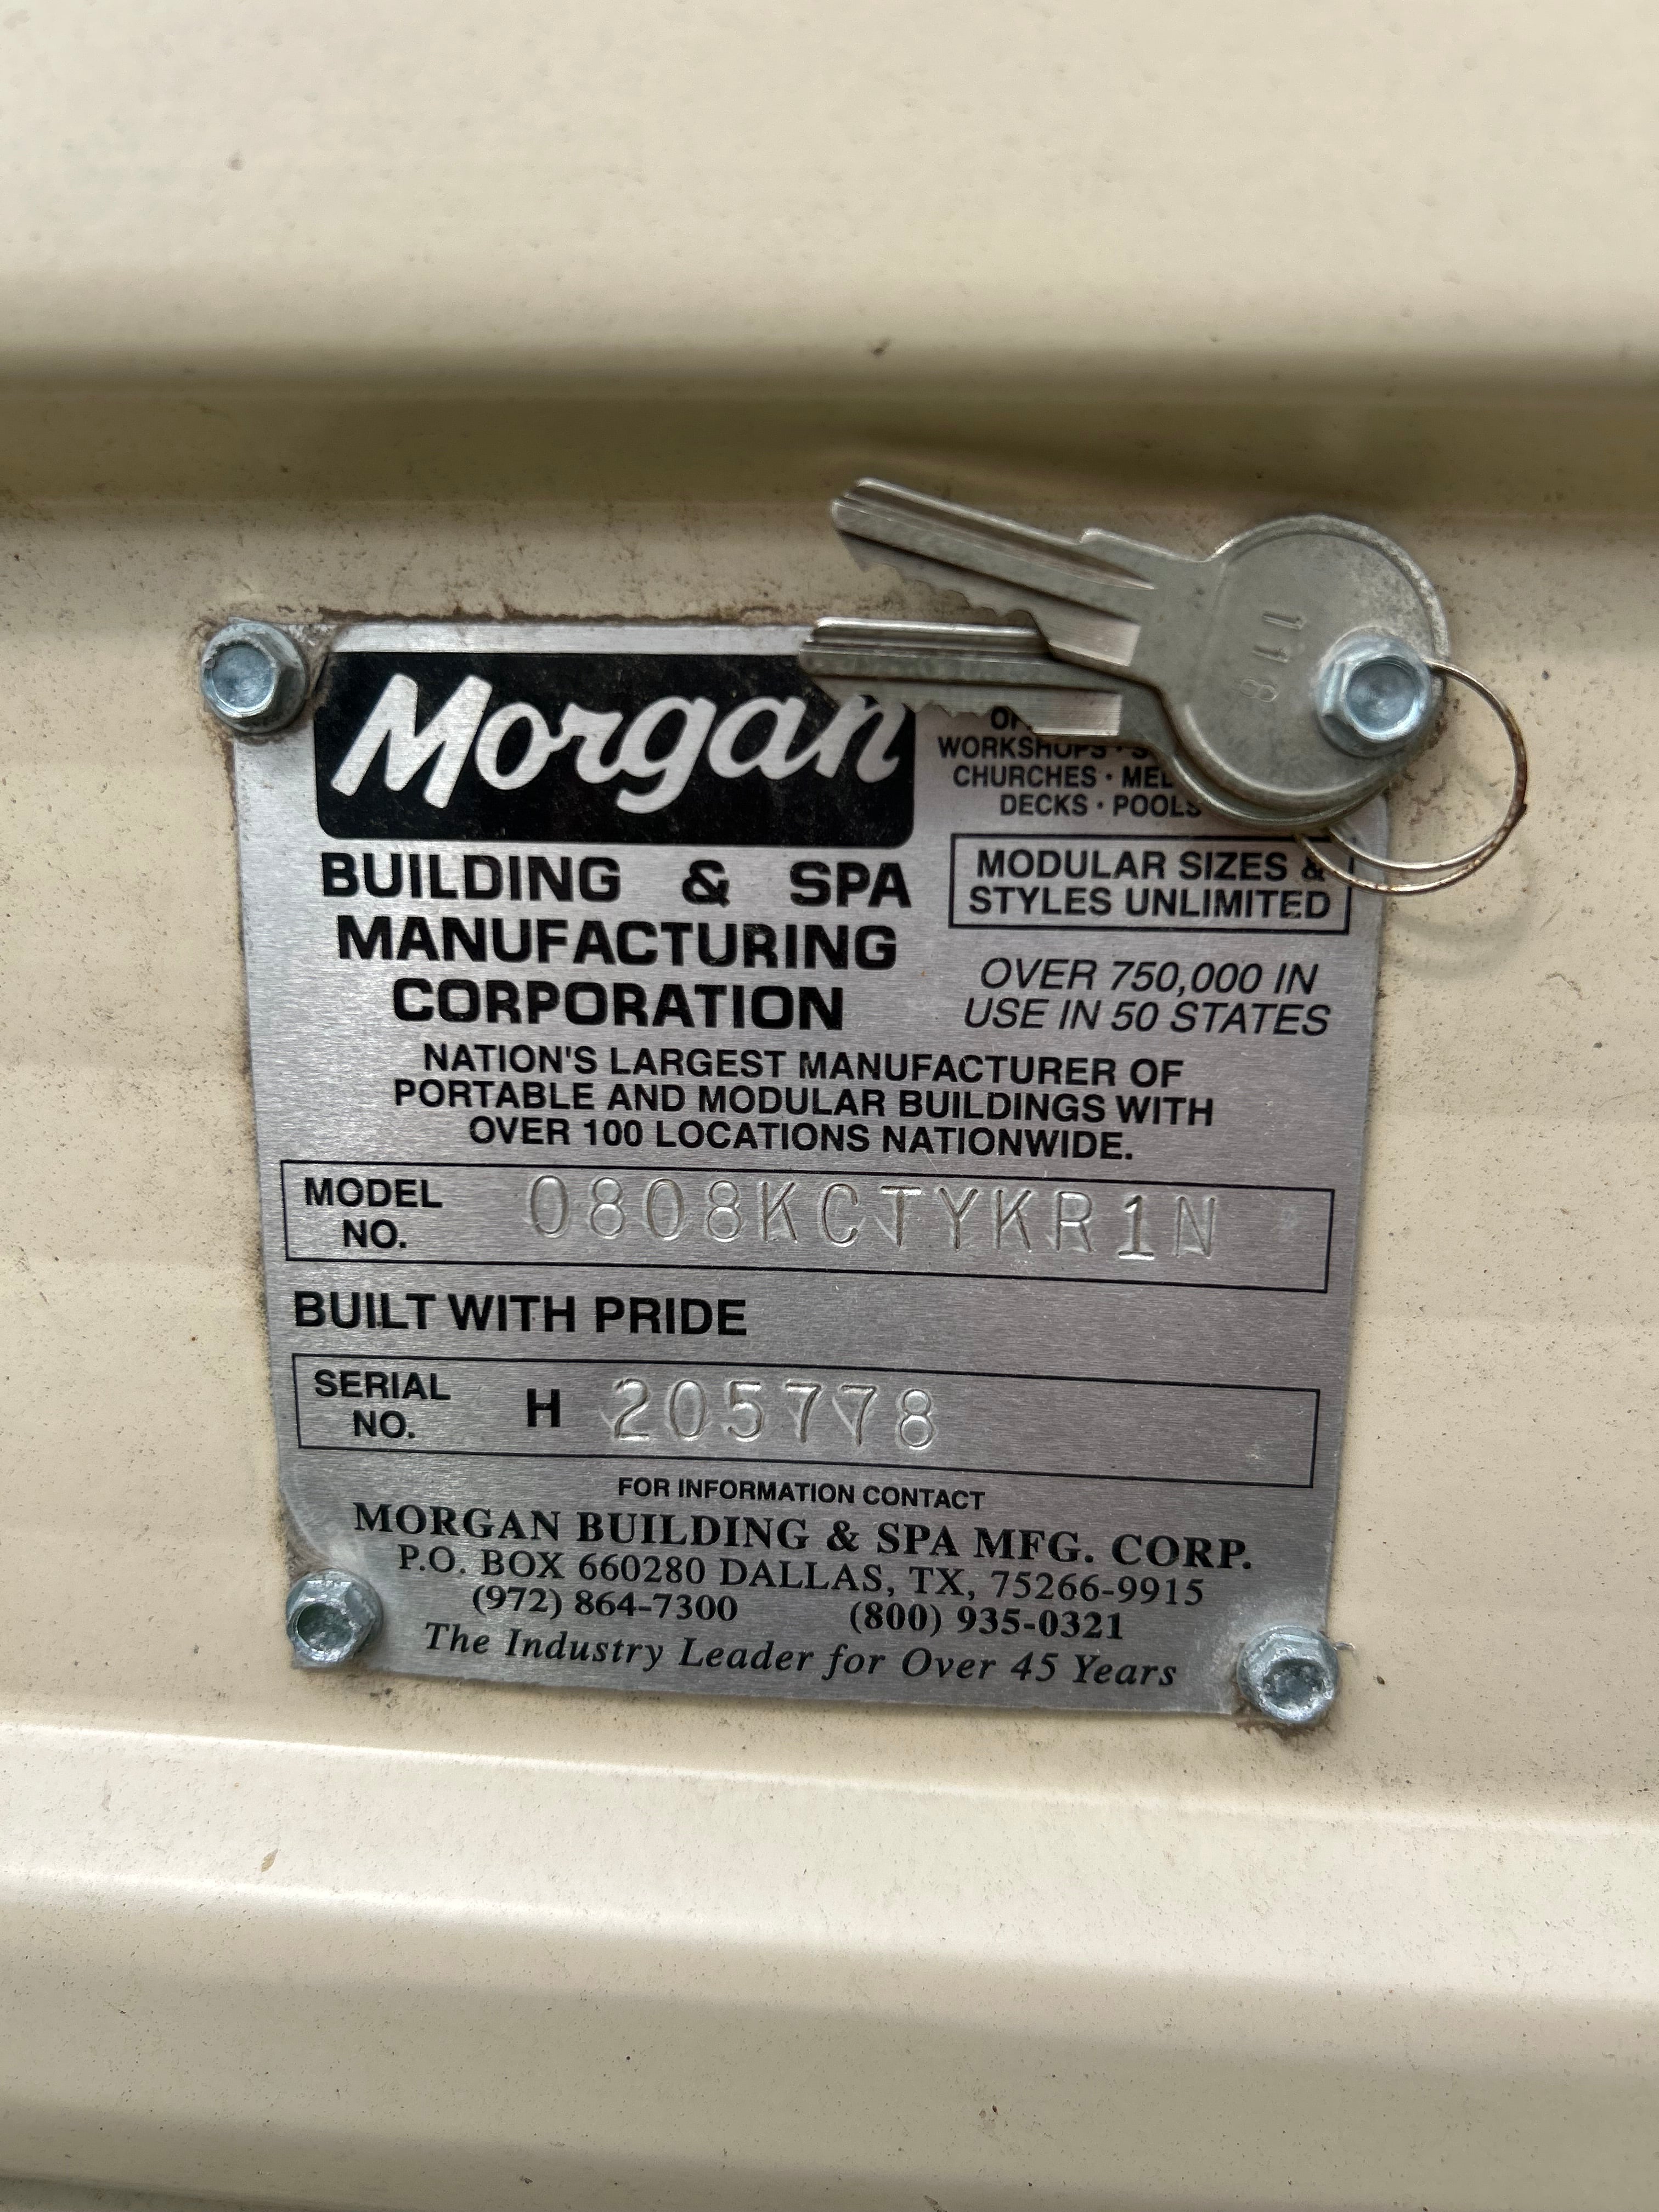 118
Morgan
WORKSHOPS
CHURCHES •
DECKS • POOLS
BUILDING & SPA
MANUFACTURING
CORPORATION
MODULAR SIZES &
STYLES UNLIMITED
OVER 750,000 IN
USE IN 50 STATES
NATION'S LARGEST MANUFACTURER OF
PORTABLE AND MODULAR BUILDINGS WITH
OVER 100 LOCATIONS NATIONWIDE.
MODEL
NO.
0808KCTYKR1N
BUILT WITH PRIDE
SERIAL
NO.
H 205778
FOR INFORMATION CONTACT
MORGAN BUILDING & SPA MFG. CORP.
P.O. BOX 660280 DALLAS, TX, 75266-9915
(972) 864-7300 (800) 935-0321
The Industry Leader for Over 45 Years